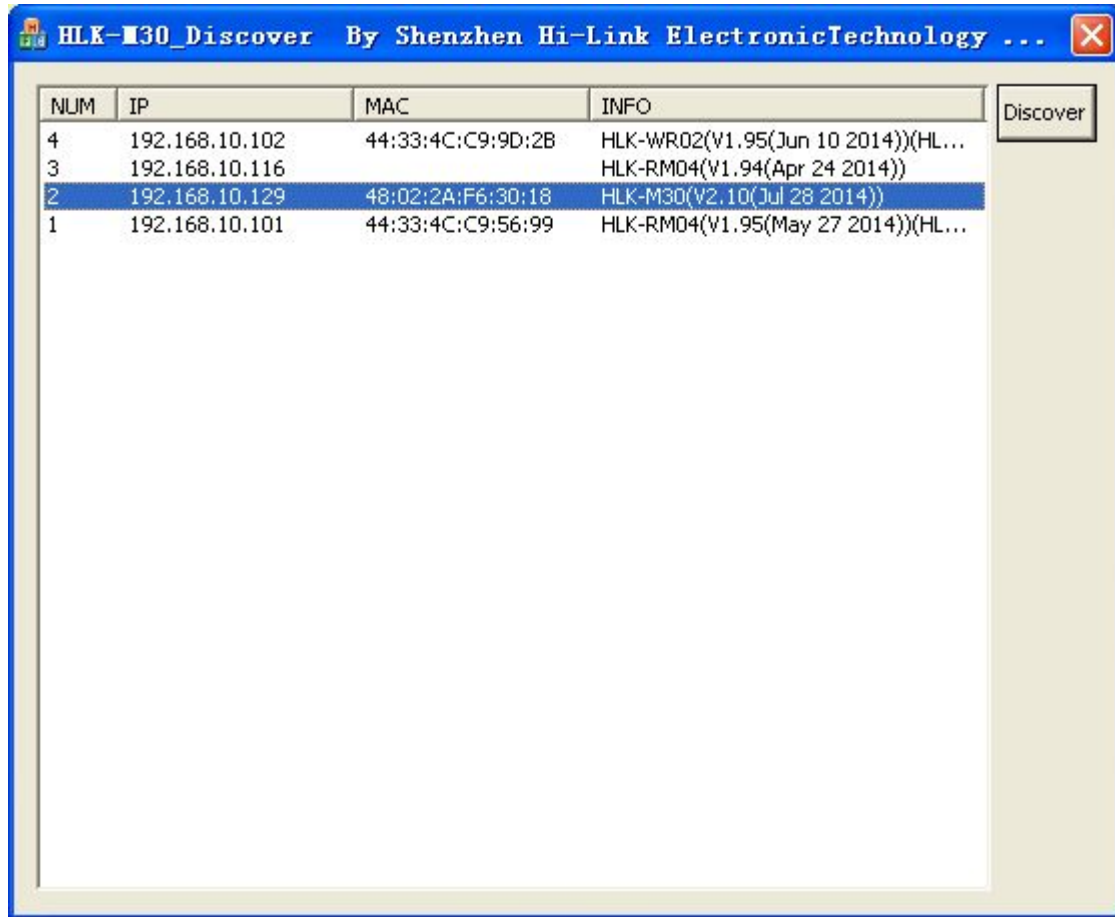 HLK-M30_Discover By Shenzhen Hi-Link ElectronicTechnology ...
NUM IP MAC INFO Discover
4 192.168.10.102 44:33:4C:C9:9D:2B HLK-WR02(V1.95(Jun 10 2014))(HL...
3 192.168.10.116 HLK-RM04(V1.94(Apr 24 2014))
2 192.168.10.129 48:02:2A:F6:30:18 HLK-M30(V2.10(Jul 28 2014))
1 192.168.10.101 44:33:4C:C9:56:99 HLK-RM04(V1.95(May 27 2014))(HL...